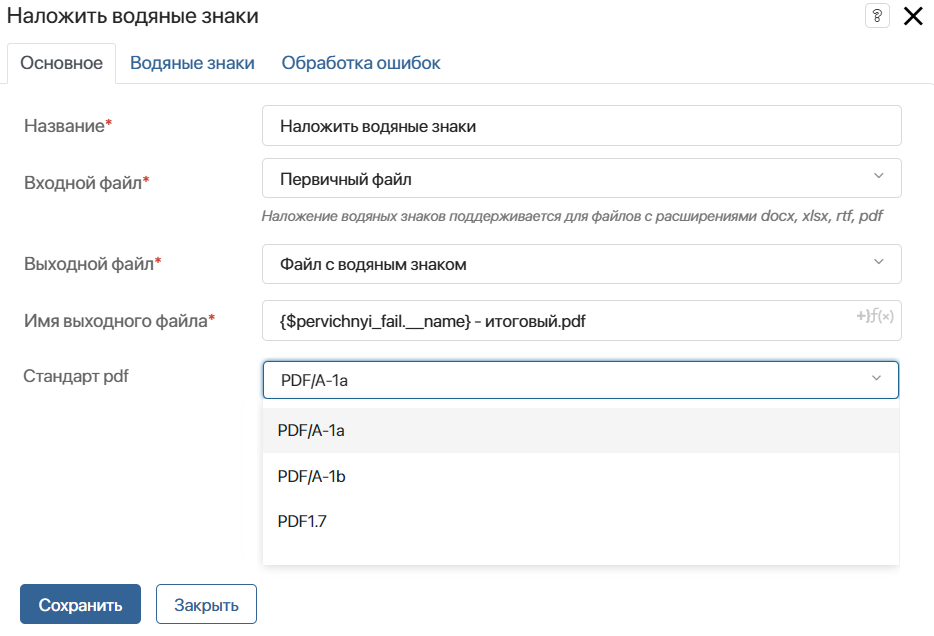 Наложить водяные знаки
?
Основное Водяные знаки Обработка ошибок
Название* Наложить водяные знаки
Входной файл* Первичный файл
Наложение водяных знаков поддерживается для файлов с расширениями docx, xlsx, rtf, pdf
Выходной файл* Файл с водяным знаком
Имя выходного файла* {$pervichnyi_fail.__name} - итоговый.pdf +}ƒ(×)
Стандарт pdf PDF/A-1a
PDF/A-1a
PDF/A-1b
PDF1.7
Сохранить Закрыть